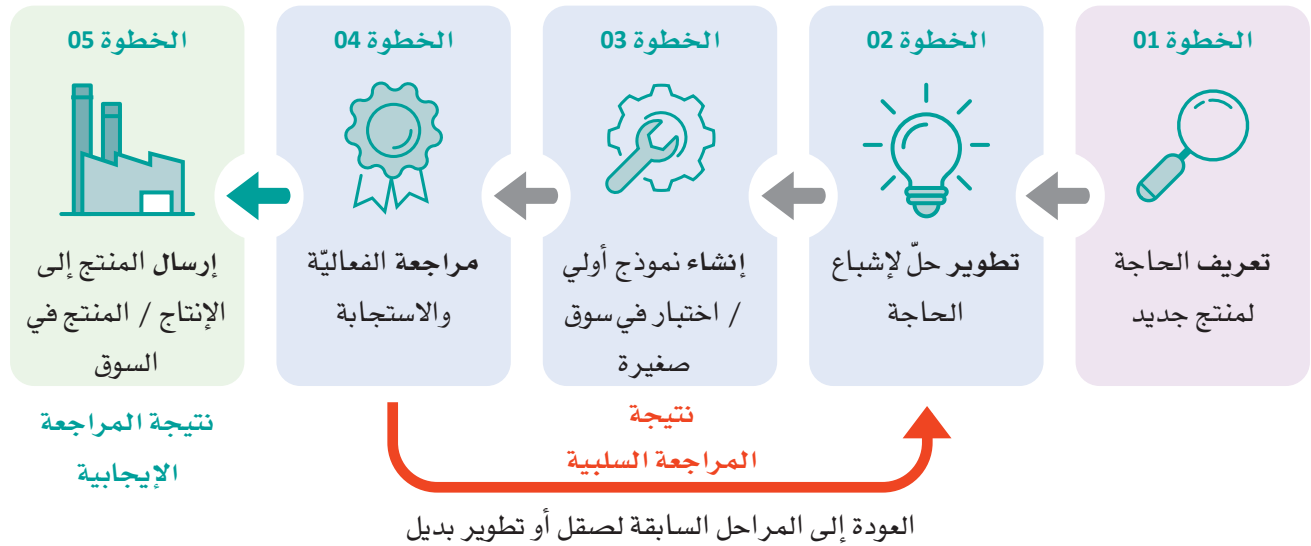 الخطوة 01
تعريف الحاجة
لمنتج جديد
الخطوة 02
تطوير حلّ لإشباع
الحاجة
الخطوة 03
إنشاء نموذج أولي
/ اختبار في سوق
صغيرة
الخطوة 04
مراجعة الفعاليّة
والاستجابة
الخطوة 05
إرسال المنتج إلى
الإنتاج / المنتج في
السوق
نتيجة
المراجعة السلبية
نتيجة المراجعة
الإيجابية
العودة إلى المراحل السابقة لصقل أو تطوير بديل